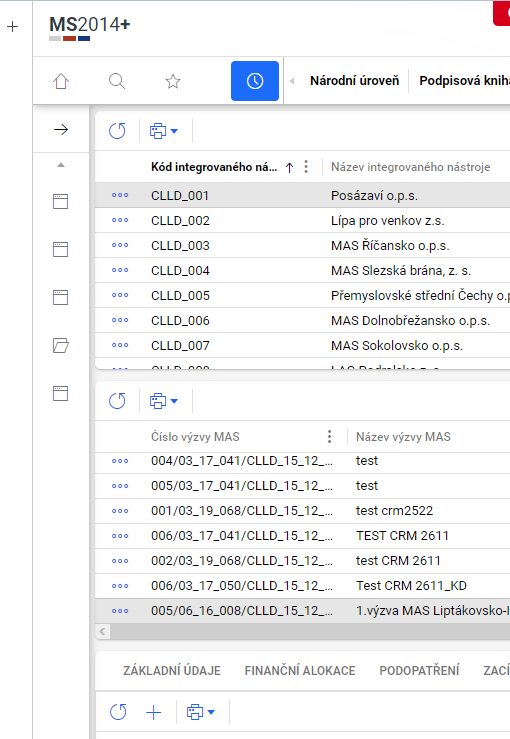 MS2014+
Národní úroveň Podpisová kniha
Kód integrovaného ná... Název integrovaného nástroje
CLLD_001 Posázaví o.p.s.
CLLD_002 Lípa pro venkov z.s.
CLLD_003 MAS Říčansko o.p.s.
CLLD_004 MAS Slezská brána, z. s.
CLLD_005 Přemyslovské střední Čechy o.p
CLLD_006 MAS Dolnobřežansko o.p.s.
CLLD_007 MAS Sokolovsko o.p.s.
Číslo výzvy MAS Název výzvy MAS
004/03_17_041/CLLD_15_12_... test
005/03_17_041/CLLD_15_12_... test
001/03_19_068/CLLD_15_12_... test crm2522
006/03_17_041/CLLD_15_12_... TEST CRM 2611
002/03_19_068/CLLD_15_12_... test CRM 2611
006/03_17_050/CLLD_15_12_... Test CRM 2611_KD
005/06_16_008/CLLD_15_12_... 1.výzva MAS Liptákovsko-I
ZÁKLADNÍ ÚDAJE FINANČNÍ ALOKACE PODOPATŘENÍ ZACÍ